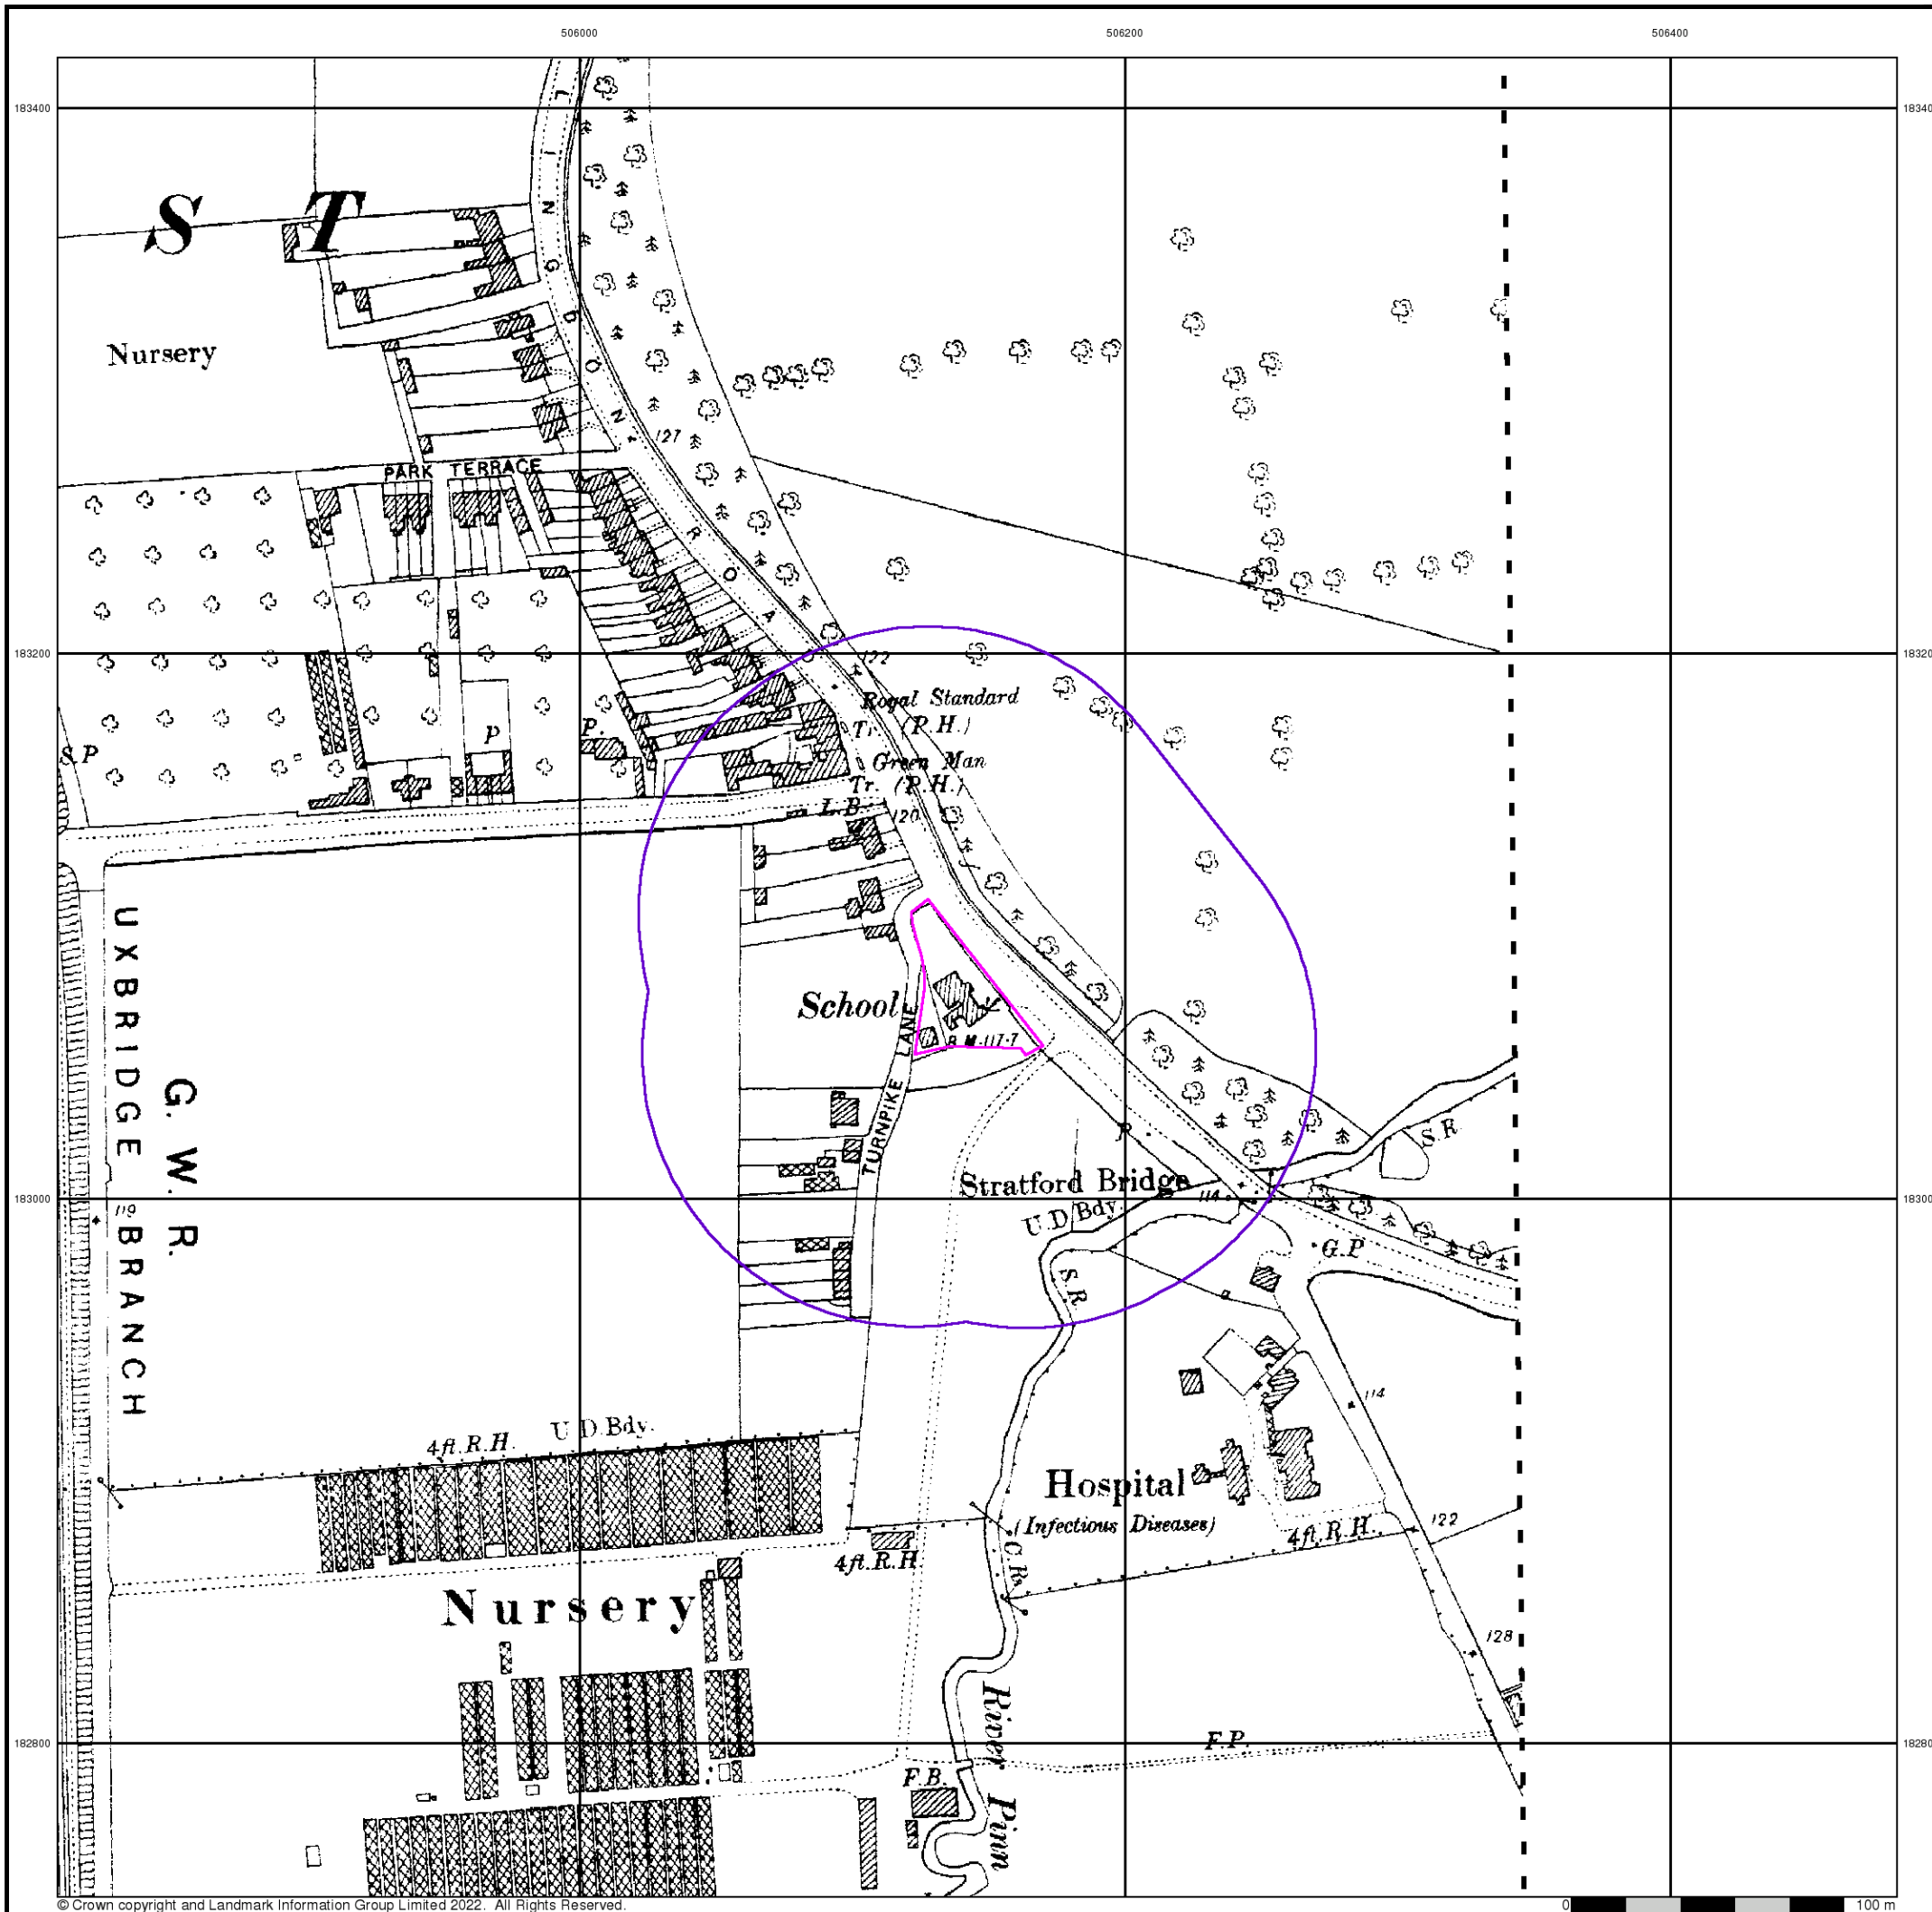 506000 506200 506400
183400
S T
LINGDON ROAD
Nursery
127
PARK TERRACE
183200
122
Royal Standard
(P.H.)
Tr.
S.P
P
P.
Green Man
Tr. (P.H.)
L.B.
120
UXBRIDGE BRANCH
G. W. R.
School
TURNPIKE LANE
B.M. 117·7
S.R.
Stratford Bridge
114
183000
119
U.D Bdy.
G.P
S.R.
114
4ft.R.H.
U.D.Bdy.
Hospital
(Infectious Diseases)
122
4ft.R.H.
4ft.R.H.
C.Rs
Nursery
128
River Pinn
182800
F.P.
F.B.
© Crown copyright and Landmark Information Group Limited 2022. All Rights Reserved.
0 100 m